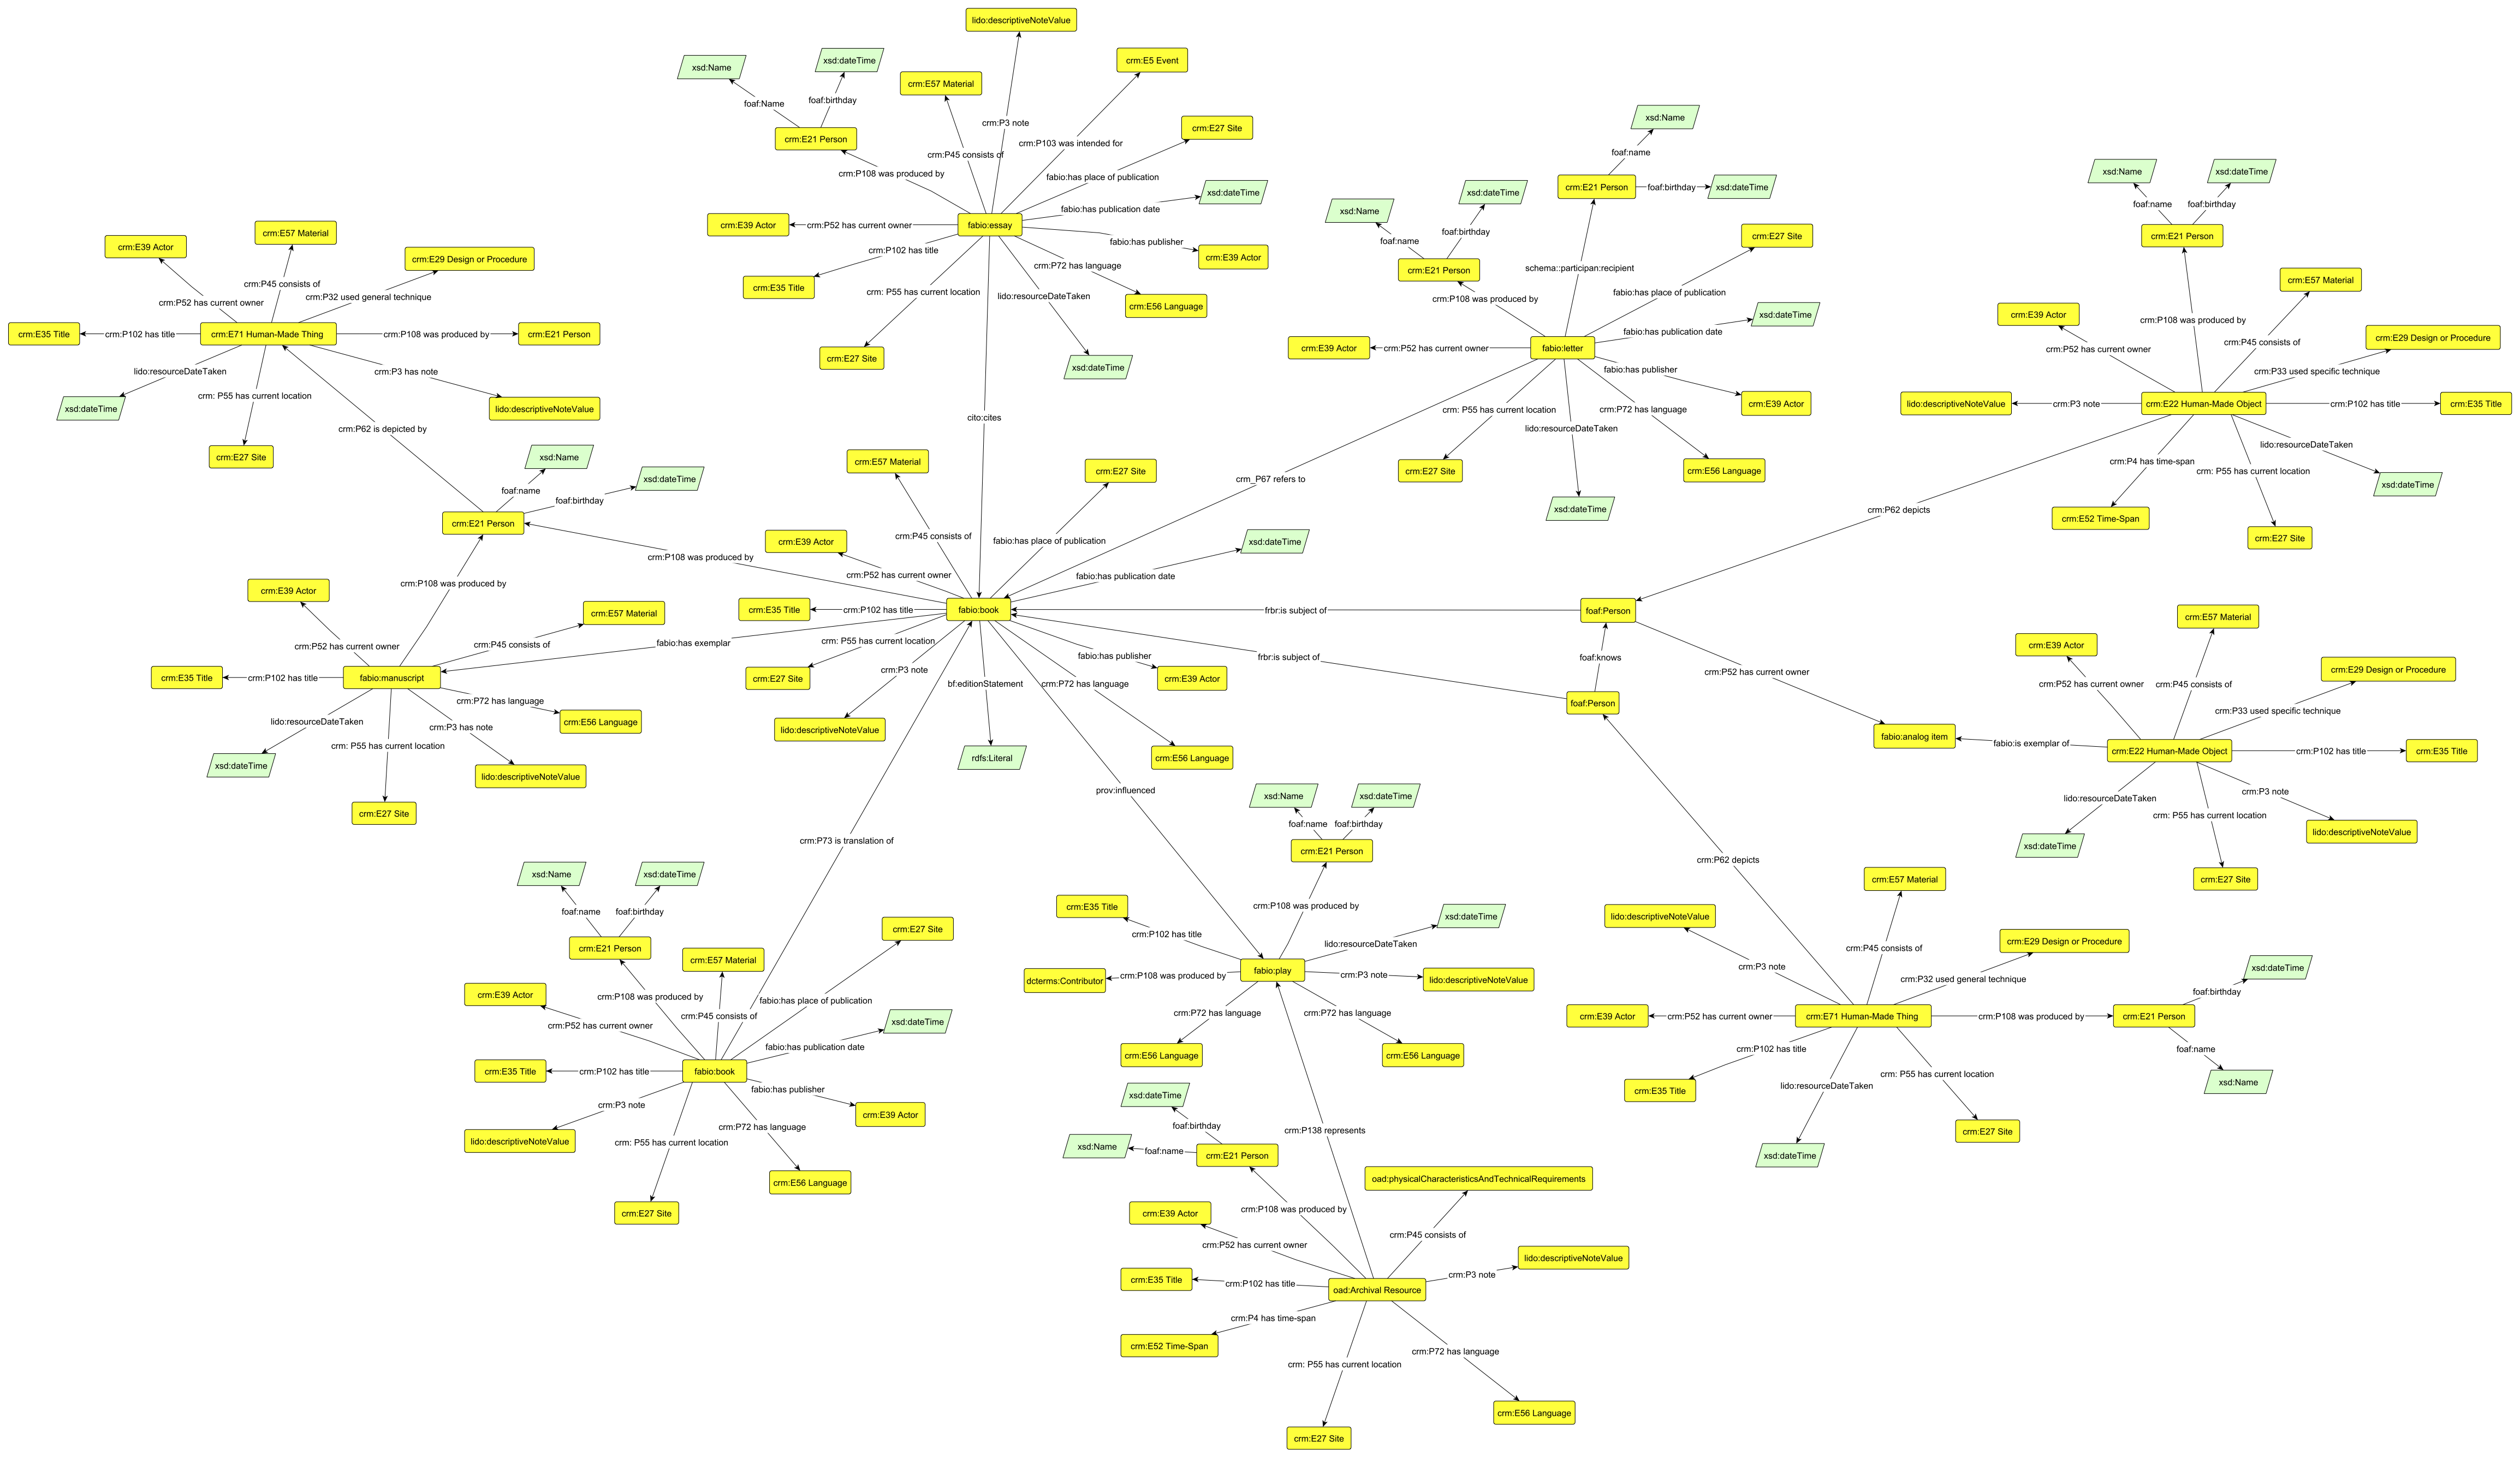 lido:descriptiveNoteValue
xsd:Name
xsd:dateTime
crm:E5 Event
crm:E57 Material
foaf:Name
foaf:birthday
crm:P3 note
crm:E21 Person
crm:E27 Site
crm:P103 was intended for
crm:P45 consists of
crm:P108 was produced by
fabio:has place of publication
xsd:dateTime
fabio:has publication date
crm:E39 Actor
crm:P52 has current owner
fabio:essay
fabio:has publisher
crm:E39 Actor
crm:P102 has title
crm:P72 has language
crm:E35 Title
crm: P55 has current location
lido:resourceDateTaken
crm:E56 Language
crm:E27 Site
xsd:dateTime
cito:cites
crm:E39 Actor
crm:E57 Material
crm:E29 Design or Procedure
crm:P45 consists of
crm:P52 has current owner
crm:P32 used general technique
crm:E35 Title
crm:P102 has title
crm:E71 Human-Made Thing
crm:P108 was produced by
crm:E21 Person
lido:resourceDateTaken
crm:P3 has note
crm: P55 has current location
xsd:dateTime
lido:descriptiveNoteValue
crm:P62 is depicted by
crm:E27 Site
xsd:Name
xsd:dateTime
foaf:name
foaf:birthday
crm:E21 Person
crm:P108 was produced by
crm:P108 was produced by
xsd:Name
foaf:name
crm:E21 Person
foaf:birthday
xsd:dateTime
xsd:Name
xsd:dateTime
foaf:name
foaf:birthday
crm:E21 Person
schema::participan:recipient
crm:E27 Site
crm:P108 was produced by
fabio:has place of publication
xsd:dateTime
fabio:has publication date
crm:E39 Actor
crm:P52 has current owner
fabio:letter
fabio:has publisher
crm:E39 Actor
crm: P55 has current location
crm:P72 has language
lido:resourceDateTaken
crm:E27 Site
crm:E56 Language
crm_P67 refers to
xsd:dateTime
xsd:Name
xsd:dateTime
foaf:name
foaf:birthday
crm:E21 Person
crm:E57 Material
crm:E39 Actor
crm:P108 was produced by
crm:E29 Design or Procedure
crm:P45 consists of
crm:P52 has current owner
crm:P33 used specific technique
lido:descriptiveNoteValue
crm:P3 note
crm:E22 Human-Made Object
crm:P102 has title
crm:E35 Title
lido:resourceDateTaken
crm:P4 has time-span
crm: P55 has current location
xsd:dateTime
crm:P62 depicts
crm:E52 Time-Span
crm:E27 Site
crm:E57 Material
crm:E27 Site
crm:E39 Actor
crm:P45 consists of
fabio:has place of publication
xsd:dateTime
crm:P52 has current owner
fabio:has publication date
crm:E35 Title
crm:P102 has title
fabio:book
frbr:is subject of
foaf:Person
crm: P55 has current location
fabio:has exemplar
fabio:has publisher
frbr:is subject of
foaf:knows
crm:P52 has current owner
crm:E27 Site
crm:P3 note
bf:editionStatement
crm:P72 has language
crm:E39 Actor
foaf:Person
lido:descriptiveNoteValue
rdfs:Literal
crm:E56 Language
prov:influenced
crm:E39 Actor
crm:E57 Material
crm:P52 has current owner
crm:P45 consists of
crm:E35 Title
crm:P102 has title
fabio:manuscript
crm:P72 has language
lido:resourceDateTaken
crm:P3 has note
crm:E56 Language
crm: P55 has current location
xsd:dateTime
lido:descriptiveNoteValue
crm:E27 Site
crm:E57 Material
crm:E39 Actor
crm:E29 Design or Procedure
crm:P52 has current owner
crm:P45 consists of
crm:P33 used specific technique
fabio:analog item
fabio:is exemplar of
crm:E22 Human-Made Object
crm:P102 has title
crm:E35 Title
lido:resourceDateTaken
crm:P3 note
crm: P55 has current location
xsd:dateTime
lido:descriptiveNoteValue
crm:E27 Site
crm:P73 is translation of
xsd:Name
xsd:dateTime
foaf:name
foaf:birthday
crm:E21 Person
crm:E27 Site
crm:E57 Material
crm:E39 Actor
crm:P108 was produced by
fabio:has place of publication
crm:P45 consists of
xsd:dateTime
crm:P52 has current owner
fabio:has publication date
crm:E35 Title
crm:P102 has title
fabio:book
fabio:has publisher
crm:P3 note
crm:E39 Actor
crm:P72 has language
lido:descriptiveNoteValue
crm: P55 has current location
crm:E56 Language
crm:E27 Site
xsd:Name
xsd:dateTime
foaf:name
foaf:birthday
crm:E21 Person
crm:E35 Title
crm:P108 was produced by
xsd:dateTime
crm:P102 has title
lido:resourceDateTaken
dcterms:Contributor
crm:P108 was produced by
fabio:play
crm:P3 note
lido:descriptiveNoteValue
crm:P72 has language
crm:P72 has language
crm:E56 Language
crm:E56 Language
crm:P62 depicts
crm:E57 Material
lido:descriptiveNoteValue
crm:P45 consists of
crm:E29 Design or Procedure
crm:P3 note
crm:P32 used general technique
xsd:dateTime
foaf:birthday
crm:E39 Actor
crm:P52 has current owner
crm:E71 Human-Made Thing
crm:P108 was produced by
crm:E21 Person
crm:P102 has title
foaf:name
crm:E35 Title
lido:resourceDateTaken
crm: P55 has current location
xsd:Name
xsd:dateTime
crm:E27 Site
xsd:dateTime
foaf:birthday
crm:P138 represents
xsd:Name
foaf:name
crm:E21 Person
oad:physicalCharacteristicsAndTechnicalRequirements
crm:E39 Actor
crm:P108 was produced by
crm:P45 consists of
crm:P52 has current owner
lido:descriptiveNoteValue
crm:E35 Title
crm:P102 has title
oad:Archival Resource
crm:P3 note
crm:P4 has time-span
crm:E52 Time-Span
crm: P55 has current location
crm:P72 has language
crm:E56 Language
crm:E27 Site